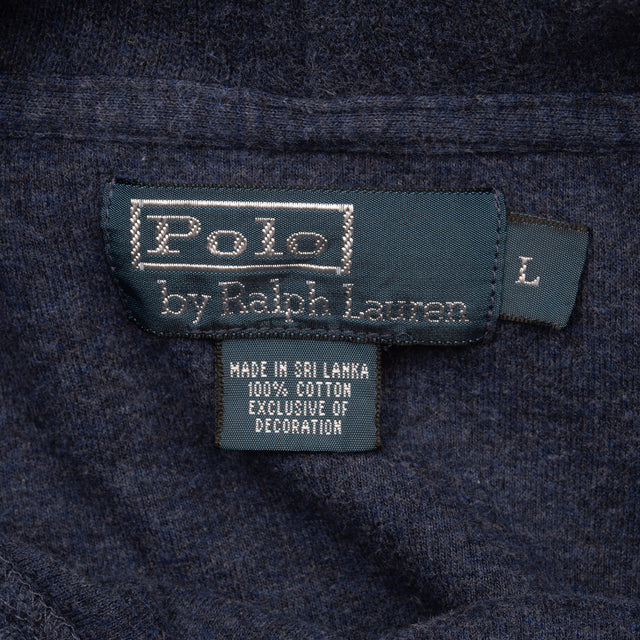 Polo
by Ralph Lauren
L
MADE IN SRI LANKA
100% COTTON
EXCLUSIVE OF
DECORATION